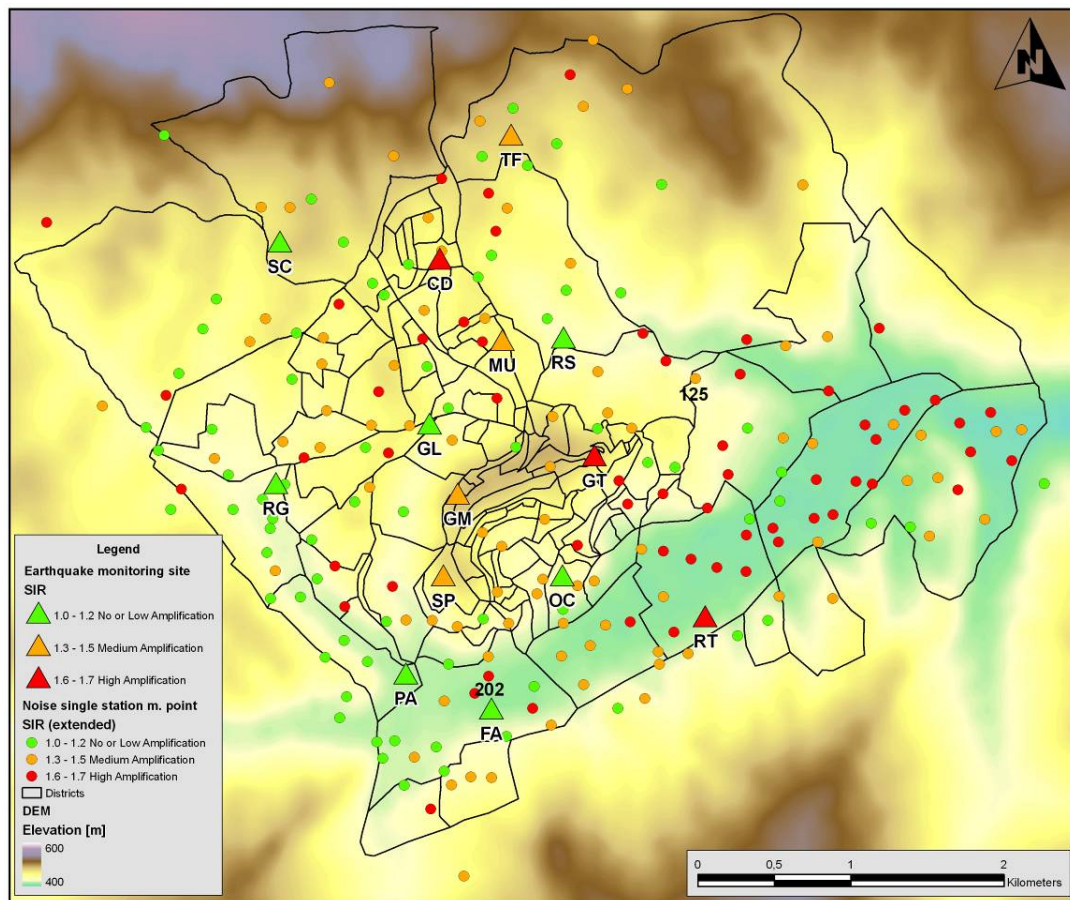 N
TF
SC
CD
MU
RS
125
GL
GT
RG
GM
SP
OC
RT
PA
202
FA
Legend
Earthquake monitoring site
SIR
1.0 - 1.2 No or Low Amplification
1.3 - 1.5 Medium Amplification
1.6 - 1.7 High Amplification
Noise single station m. point
SIR (extended)
1.0 - 1.2 No or Low Amplification
1.3 - 1.5 Medium Amplification
1.6 - 1.7 High Amplification
Districts
DEM
Elevation [m]
600
400
0 0,5 1 2
Kilometers